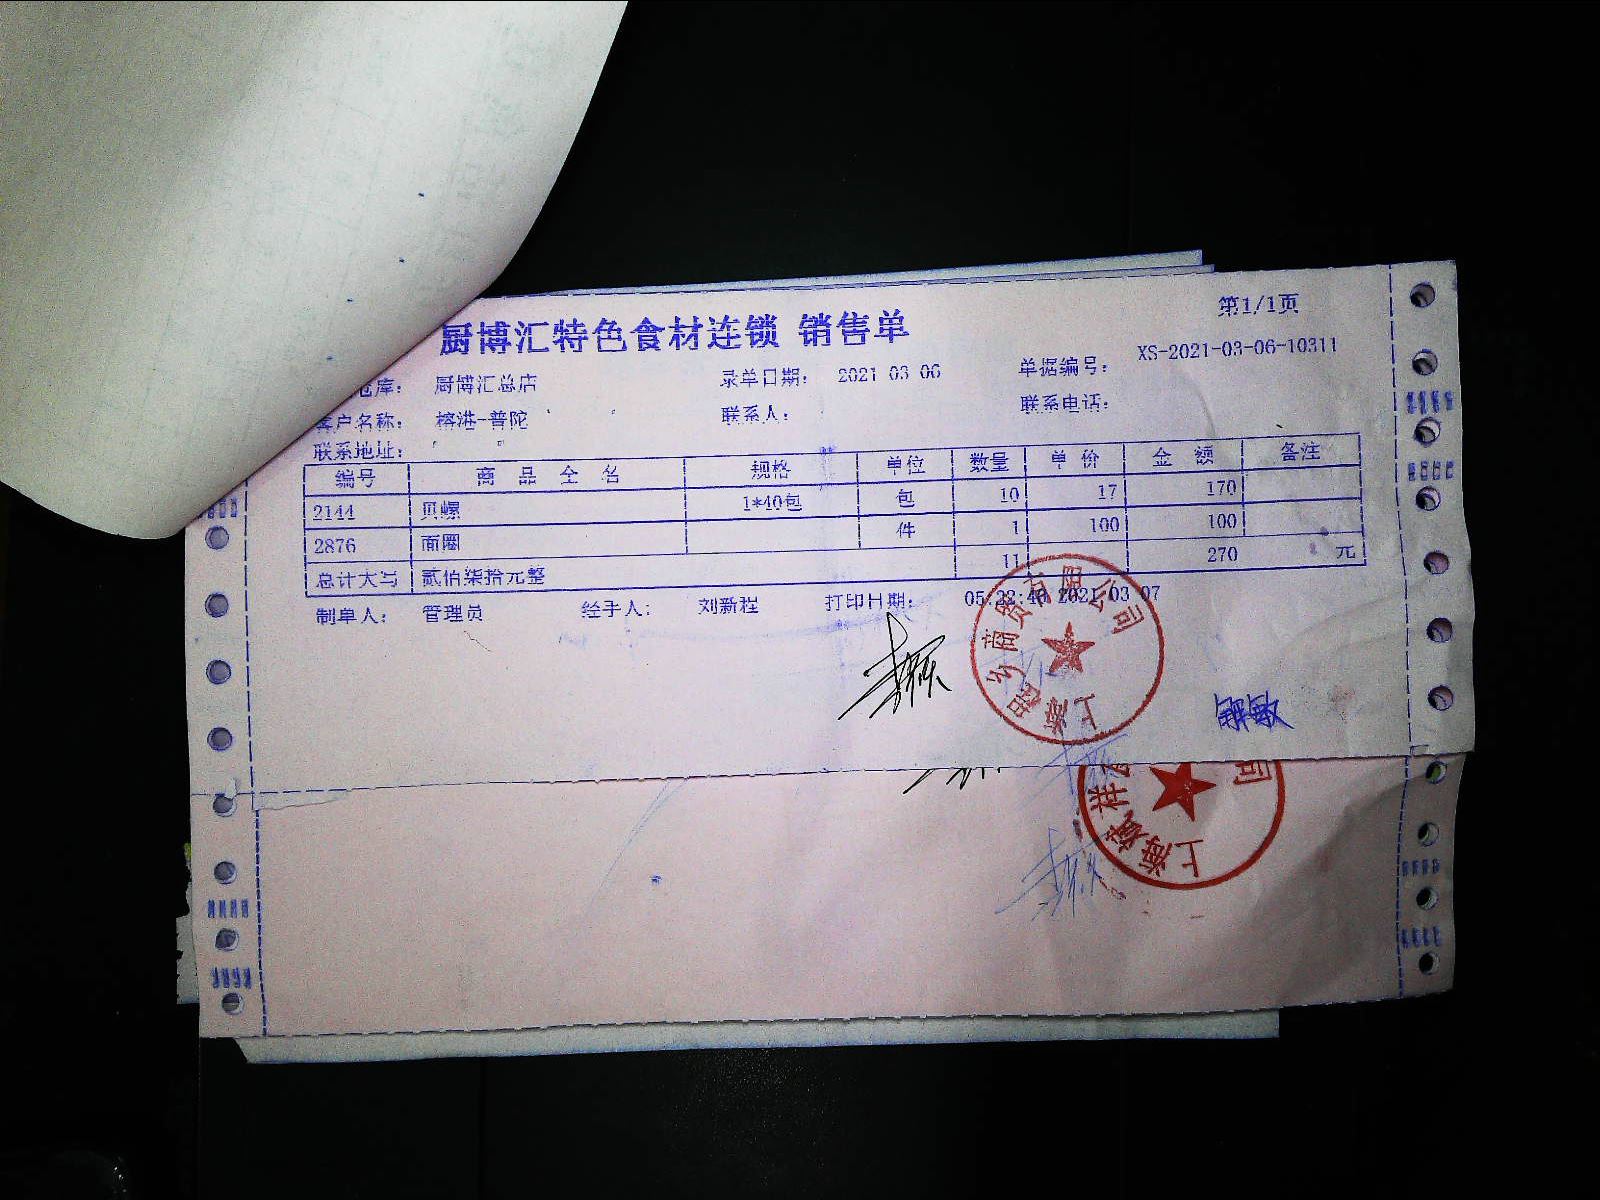 厨博汇特色食材连锁 销售单
第1/1页
仓库： 厨博汇总店 录单日期： 2021-03-06 单据编号： XS-2021-03-06-10311
客户名称： 榕港-普陀 联系人： 联系电话：
联系地址：
编号 商品全名 规格 单位 数量 单价 金额 备注
2144 贝螺 1*40包 包 10 17 170
2876 面圈 件 1 100 100
总计大写 贰佰柒拾元整 11 270 元
制单人： 管理员 经手人： 刘新程 打印日期： 05:22:40 2021-03-07
解敏